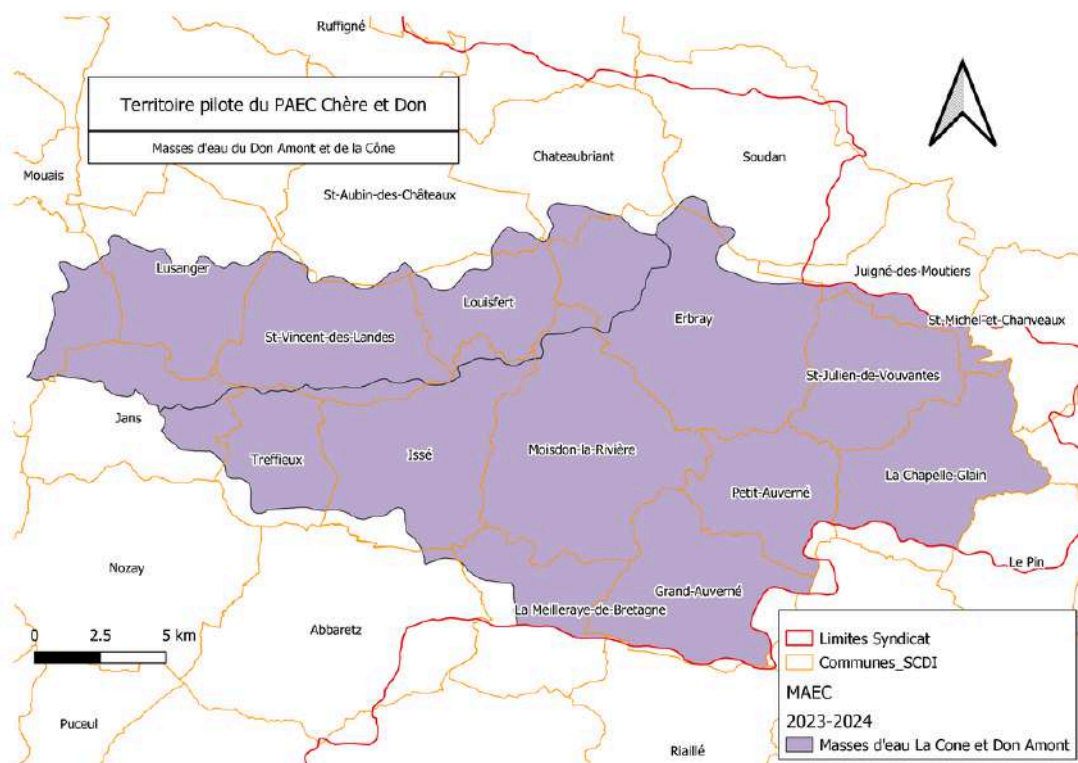 Ruffigné
Territoire pilote du PAEC Chère et Don
Masses d'eau du Don Amont et de la Cône
Chateaubriant
Soudan
Mouais
St-Aubin-des-Châteaux
Lusanger
Juigné-des-Moutiers
Louisfert
St-Michel-et-Chanveaux
Erbray
St-Vincent-des-Landes
St-Julien-de-Vouvantes
Jans
Treffieux
Issé
Moisdon-la-Rivière
La Chapelle-Glain
Petit-Auverné
Le Pin
Nozay
Grand-Auverné
La Meilleraye-de-Bretagne
Abbaretz
0 2.5 5 km
Puceul
Riaillé
Limites Syndicat
Communes_SCDI
MAEC
2023-2024
Masses d'eau La Cone et Don Amont